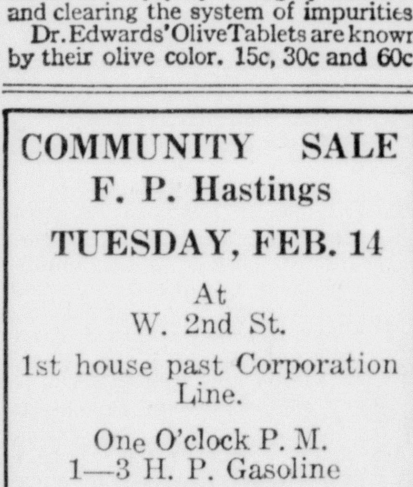 and clearing the system of impurities
Dr. Edwards' Olive Tablets are known
by their olive color. 15c, 30c and 60c
COMMUNITY SALE
F. P. Hastings
TUESDAY, FEB. 14
At
W. 2nd St.
1st house past Corporation
Line.
One O'clock P. M.
1—3 H. P. Gasoline